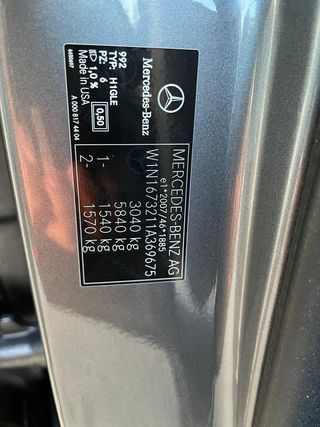 Mercedes-Benz
992
TYP: H1GLE
PZ: 6
1,0 %
0,50
Made in USA
A 000 817 44 04
MERCEDES-BENZ AG
e1*2007/46*1885
W1N1673211A369675
3040 kg
5840 kg
1- 1540 kg
2- 1570 kg